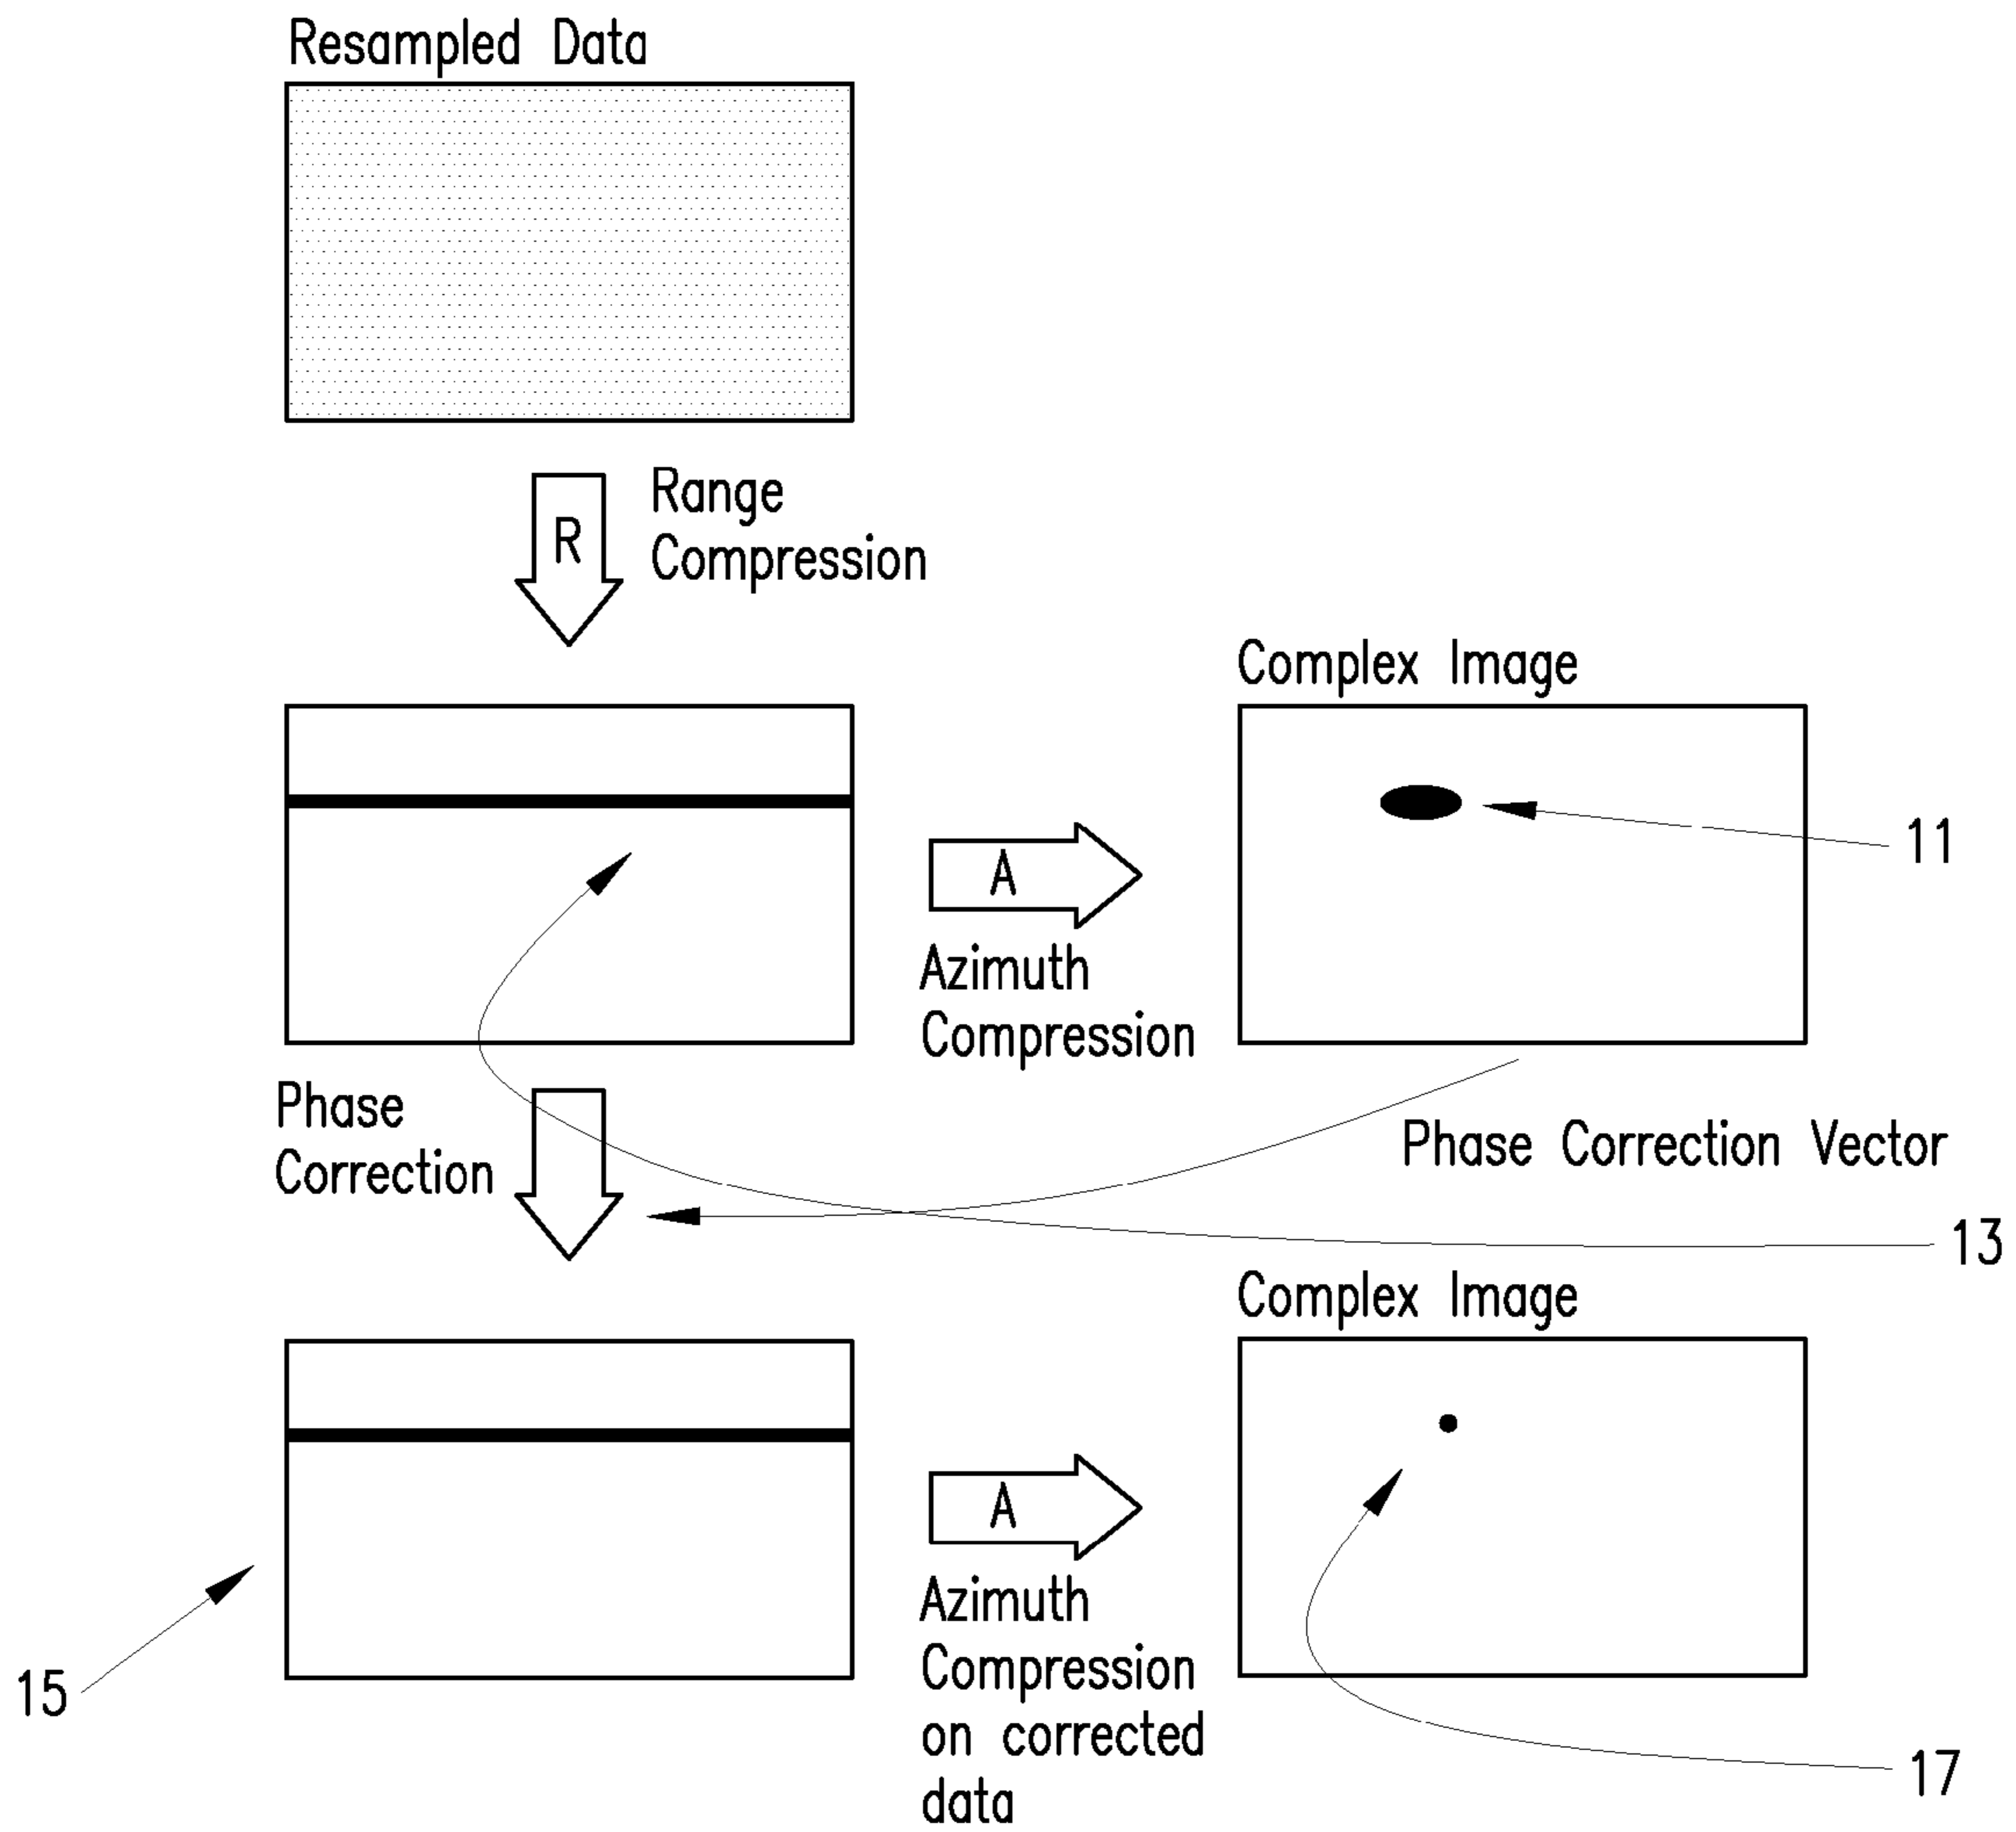 Resampled Data
R
Range
Compression
Complex Image
11
A
Azimuth
Compression
Phase
Correction
Phase Correction Vector
13
Complex Image
A
Azimuth
Compression
on corrected
data
15
17